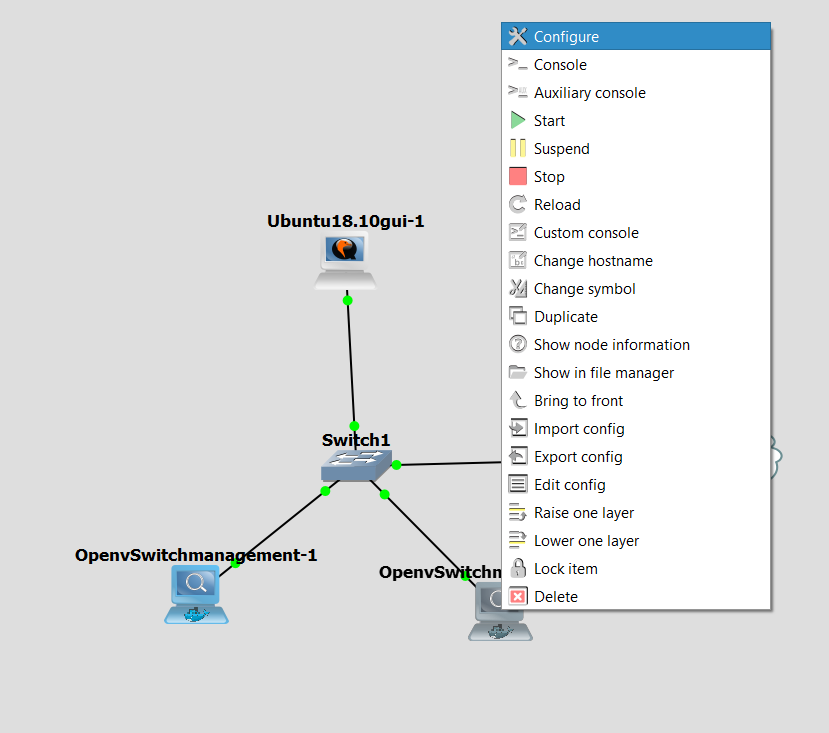 Configure
Console
Auxiliary console
Start
Suspend
Stop
Reload
Custom console
Change hostname
Change symbol
Duplicate
Show node information
Show in file manager
Bring to front
Import config
Export config
Edit config
Raise one layer
Lower one layer
Lock item
Delete
Ubuntu18.10gui-1
Switch1
OpenvSwitchmanagement-1